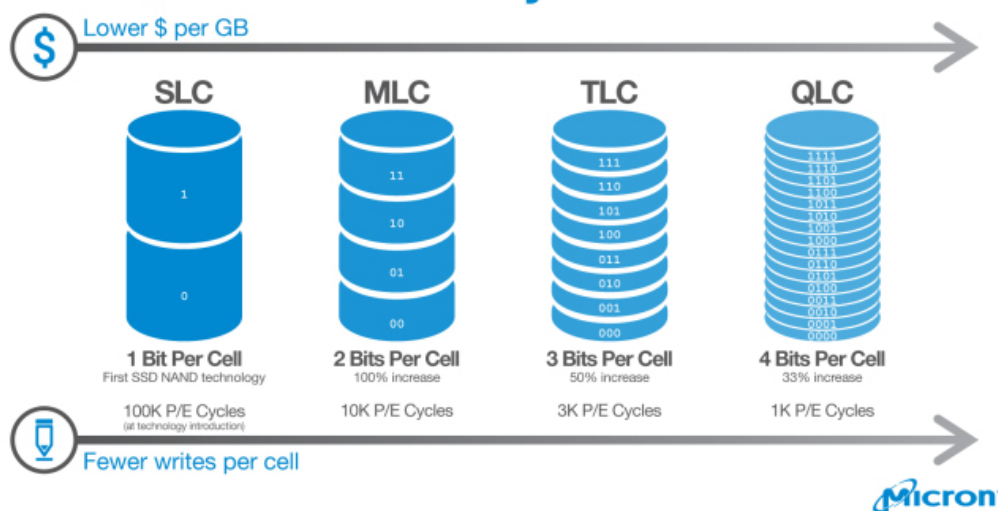 Lower $ per GB
$
SLC
MLC
TLC
QLC
1
0
11
10
01
00
111
110
101
100
011
010
001
000
1111
1110
1101
1100
1011
1010
1001
1000
0111
0110
0101
0100
0011
0010
0001
0000
1 Bit Per Cell
First SSD NAND technology
100K P/E Cycles
(at technology introduction)
2 Bits Per Cell
100% increase
10K P/E Cycles
3 Bits Per Cell
50% increase
3K P/E Cycles
4 Bits Per Cell
33% increase
1K P/E Cycles
Fewer writes per cell
Micron